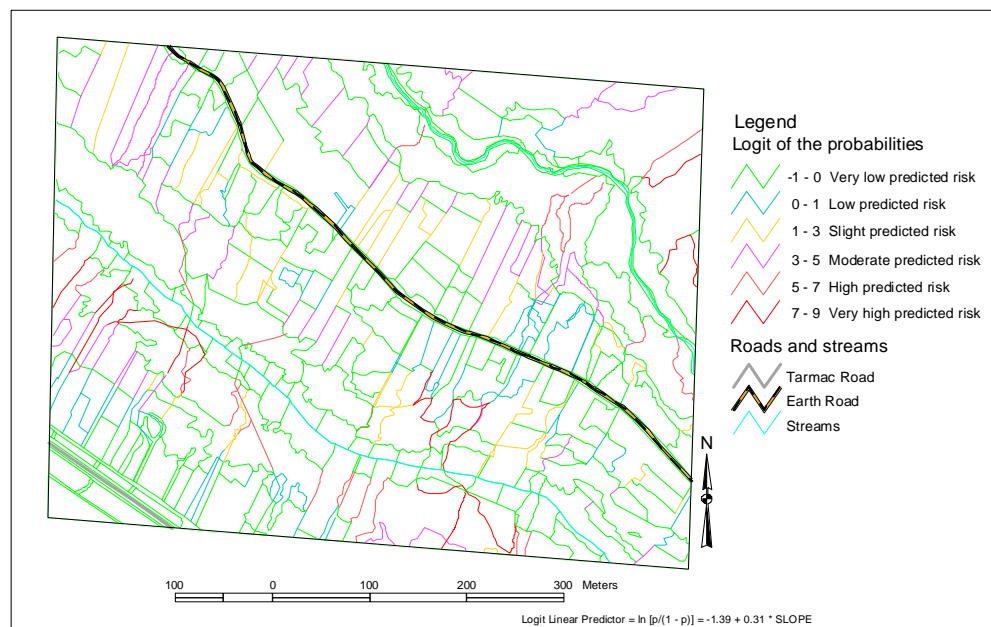 Legend
Logit of the probabilities
-1 - 0 Very low predicted risk
0 - 1 Low predicted risk
1 - 3 Slight predicted risk
3 - 5 Moderate predicted risk
5 - 7 High predicted risk
7 - 9 Very high predicted risk
Roads and streams
Tarmac Road
Earth Road
Streams
N
100 0 100 200 300 Meters
Logit Linear Predictor = ln [p/(1 - p)] = -1.39 + 0.31 * SLOPE